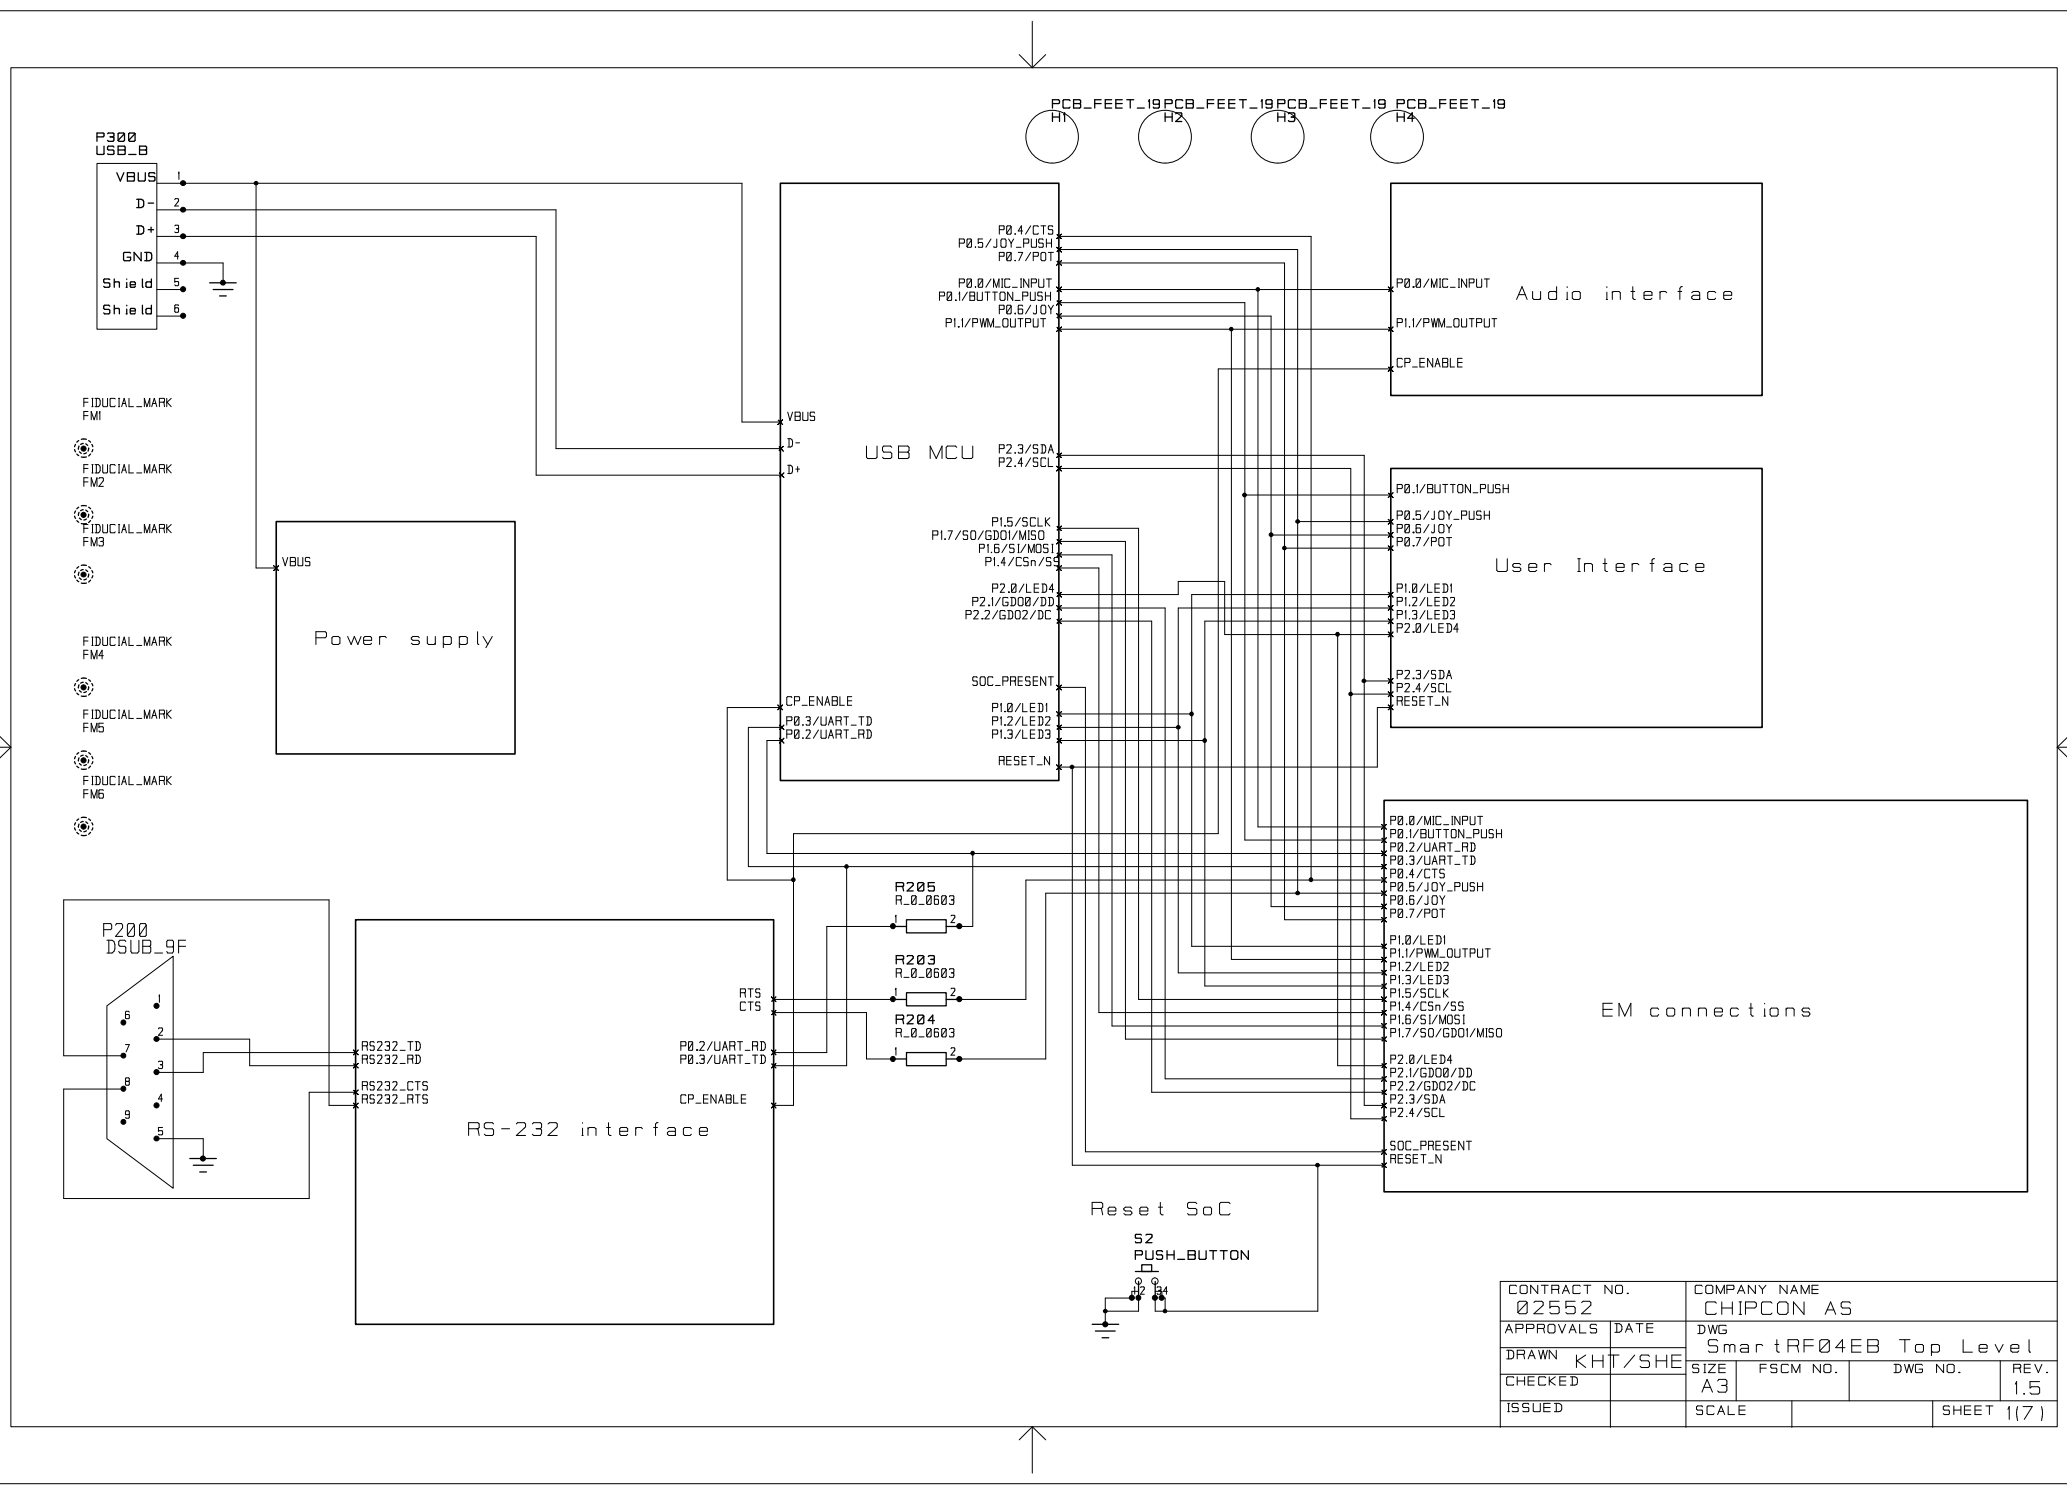 PCB_FEET_19 PCB_FEET_19 PCB_FEET_19 PCB_FEET_19
H1 H2 H3 H4
P300
USB_B
VBUS 1
D- 2
D+ 3
GND 4
Shield 5
Shield 6
FIDUCIAL_MARK
FM1
FIDUCIAL_MARK
FM2
FIDUCIAL_MARK
FM3
FIDUCIAL_MARK
FM4
FIDUCIAL_MARK
FM5
FIDUCIAL_MARK
FM6
VBUS
Power supply
USB MCU
VBUS
D-
D+
CP_ENABLE
P0.3/UART_TD
P0.2/UART_RD
P0.4/CTS
P0.5/JOY_PUSH
P0.7/POT
P0.0/MIC_INPUT
P0.1/BUTTON_PUSH
P0.6/JOY
P1.1/PWM_OUTPUT
P2.3/SDA
P2.4/SCL
P1.5/SCLK
P1.7/SO/GDO1/MISO
P1.6/SI/MOSI
P1.4/CSn/SS
P2.0/LED4
P2.1/GDO0/DD
P2.2/GDO2/DC
SOC_PRESENT
P1.0/LED1
P1.2/LED2
P1.3/LED3
RESET_N
P0.0/MIC_INPUT
Audio interface
P1.1/PWM_OUTPUT
CP_ENABLE
P0.1/BUTTON_PUSH
P0.5/JOY_PUSH
P0.6/JOY
P0.7/POT
User Interface
P1.0/LED1
P1.2/LED2
P1.3/LED3
P2.0/LED4
P2.3/SDA
P2.4/SCL
RESET_N
P0.0/MIC_INPUT
P0.1/BUTTON_PUSH
P0.2/UART_RD
P0.3/UART_TD
P0.4/CTS
P0.5/JOY_PUSH
P0.6/JOY
P0.7/POT
P1.0/LED1
P1.1/PWM_OUTPUT
P1.2/LED2
P1.3/LED3
P1.5/SCLK
P1.4/CSn/SS
P1.6/SI/MOSI
P1.7/SO/GDO1/MISO
EM connections
P2.0/LED4
P2.1/GDO0/DD
P2.2/GDO2/DC
P2.3/SDA
P2.4/SCL
SOC_PRESENT
RESET_N
P200
DSUB_9F
1
6
2
7
3
8
4
9
5
RS232_TD
RS232_RD
RS232_CTS
RS232_RTS
RS-232 interface
RTS
CTS
P0.2/UART_RD
P0.3/UART_TD
CP_ENABLE
R205
R_0_0603
1 2
R203
R_0_0603
1 2
R204
R_0_0603
1 2
Reset SoC
S2
PUSH_BUTTON
12 34
CONTRACT NO.
02552
COMPANY NAME
CHIPCON AS
APPROVALS DATE
DWG
SmartRF04EB Top Level
DRAWN KHT/SHE
CHECKED
ISSUED
SIZE
A3
FSCM NO.
DWG NO.
REV.
1.5
SCALE
SHEET 1(7)